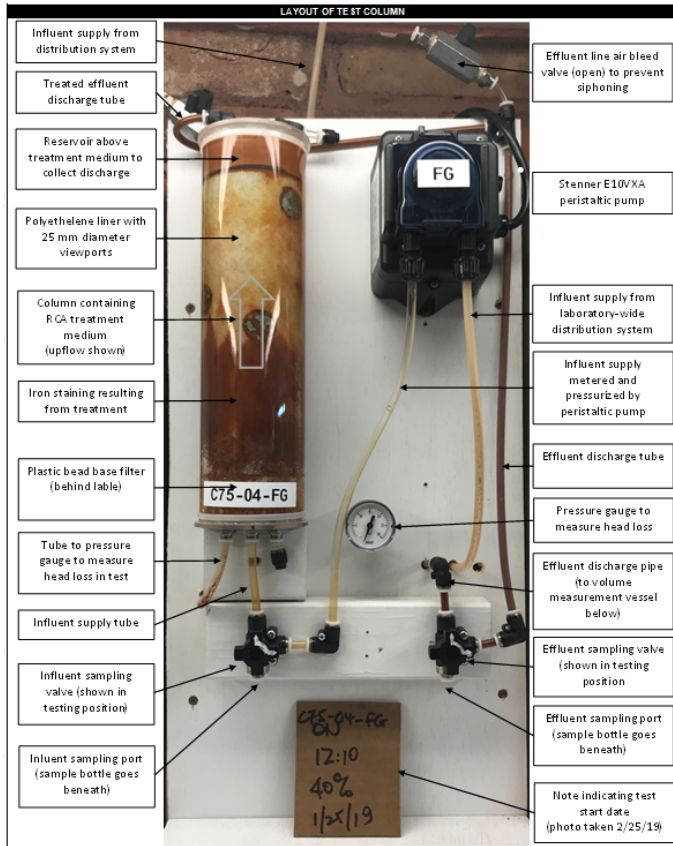 LAYOUT OF TEST COLUMN
Influent supply from
distribution system
Treated effluent
discharge tube
Reservoir above
treatment medium to
collect discharge
Polyethelene liner with
25 mm diameter
viewports
Column containing
RCA treatment
medium
(upflow shown)
Iron staining resulting
from treatment
Plastic bead base filter
(behind lable)
Tube to pressure
gauge to measure
head loss in test
Influent supply tube
Influent sampling
valve (shown in
testing position)
Inluent sampling port
(sample bottle goes
beneath)
FG
C75-04-FG
C75-04-FG
ON
12:10
40%
1/25/19
Effluent line air bleed
valve (open) to prevent
siphoning
Stenner E10VXA
peristaltic pump
Influent supply from
laboratory-wide
distribution system
Influent supply
metered and
pressurized by
peristaltic pump
Effluent discharge tube
Pressure gauge to
measure head loss
Effluent discharge pipe
(to volume
measurement vessel
below)
Effluent sampling valve
(shown in testing
position
Effluent sampling port
(sample bottle goes
beneath)
Note indicating test
start date
(photo taken 2/25/19)